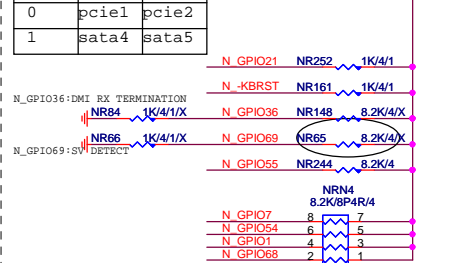 0 pcie1 pcie2
1 sata4 sata5
N_GPIO21 NR252 1K/4/1
N_-KBRST NR161 1K/4/1
N_GPIO36:DMI RX TERMINATION
NR84 1K/4/1/X N_GPIO36 NR148 8.2K/4/X
NR66 1K/4/1/X N_GPIO69 NR65 8.2K/4/X
N_GPIO69:SV DETECT
N_GPIO55 NR244 8.2K/4
NRN4
8.2K/8P4R/4
N_GPIO7 8 7
N_GPIO54 6 5
N_GPIO1 4 3
N_GPIO68 2 1